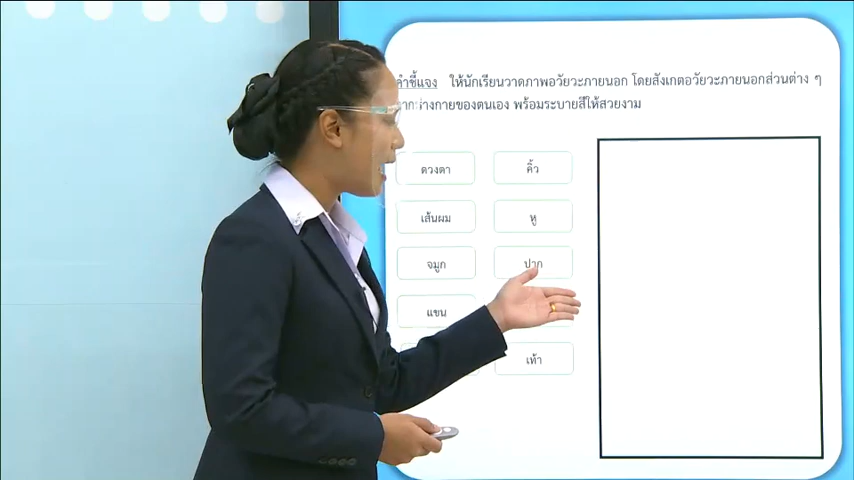 คำชี้แจง ให้นักเรียนวาดภาพอวัยวะภายนอก โดยสังเกตอวัยวะภายนอกส่วนต่าง ๆ
ร่างกายของตนเอง พร้อมระบายสีให้สวยงาม
ดวงตา
คิ้ว
เส้นผม
หู
จมูก
ปาก
แขน
เท้า